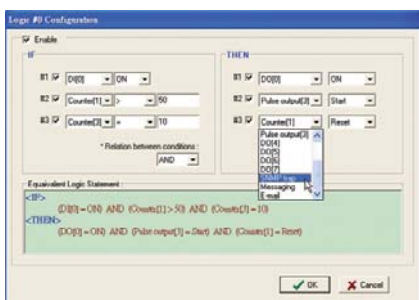 Logic #0 Configuration
Enable
IF
#1 DI[0] ON
#2 Counter[1] > 50
#3 Counter[3] = 10
* Relation between conditions :
AND
THEN
#1 DO[0] ON
#2 Pulse output[3] Start
#3 Counter[1] Reset
Pulse output[3]
DO[4]
DO[5]
DO[6]
DO[7]
SNMP trap
Messaging
E-mail
Equivalent Logic Statement :
<IF>
(DI[0] = ON) AND (Counter[1] > 50) AND (Counter[3] = 10)
<THEN>
(DO[0] = ON) AND (Pulse output[3] = Start) AND (Counter[1] = Reset)
OK
Cancel